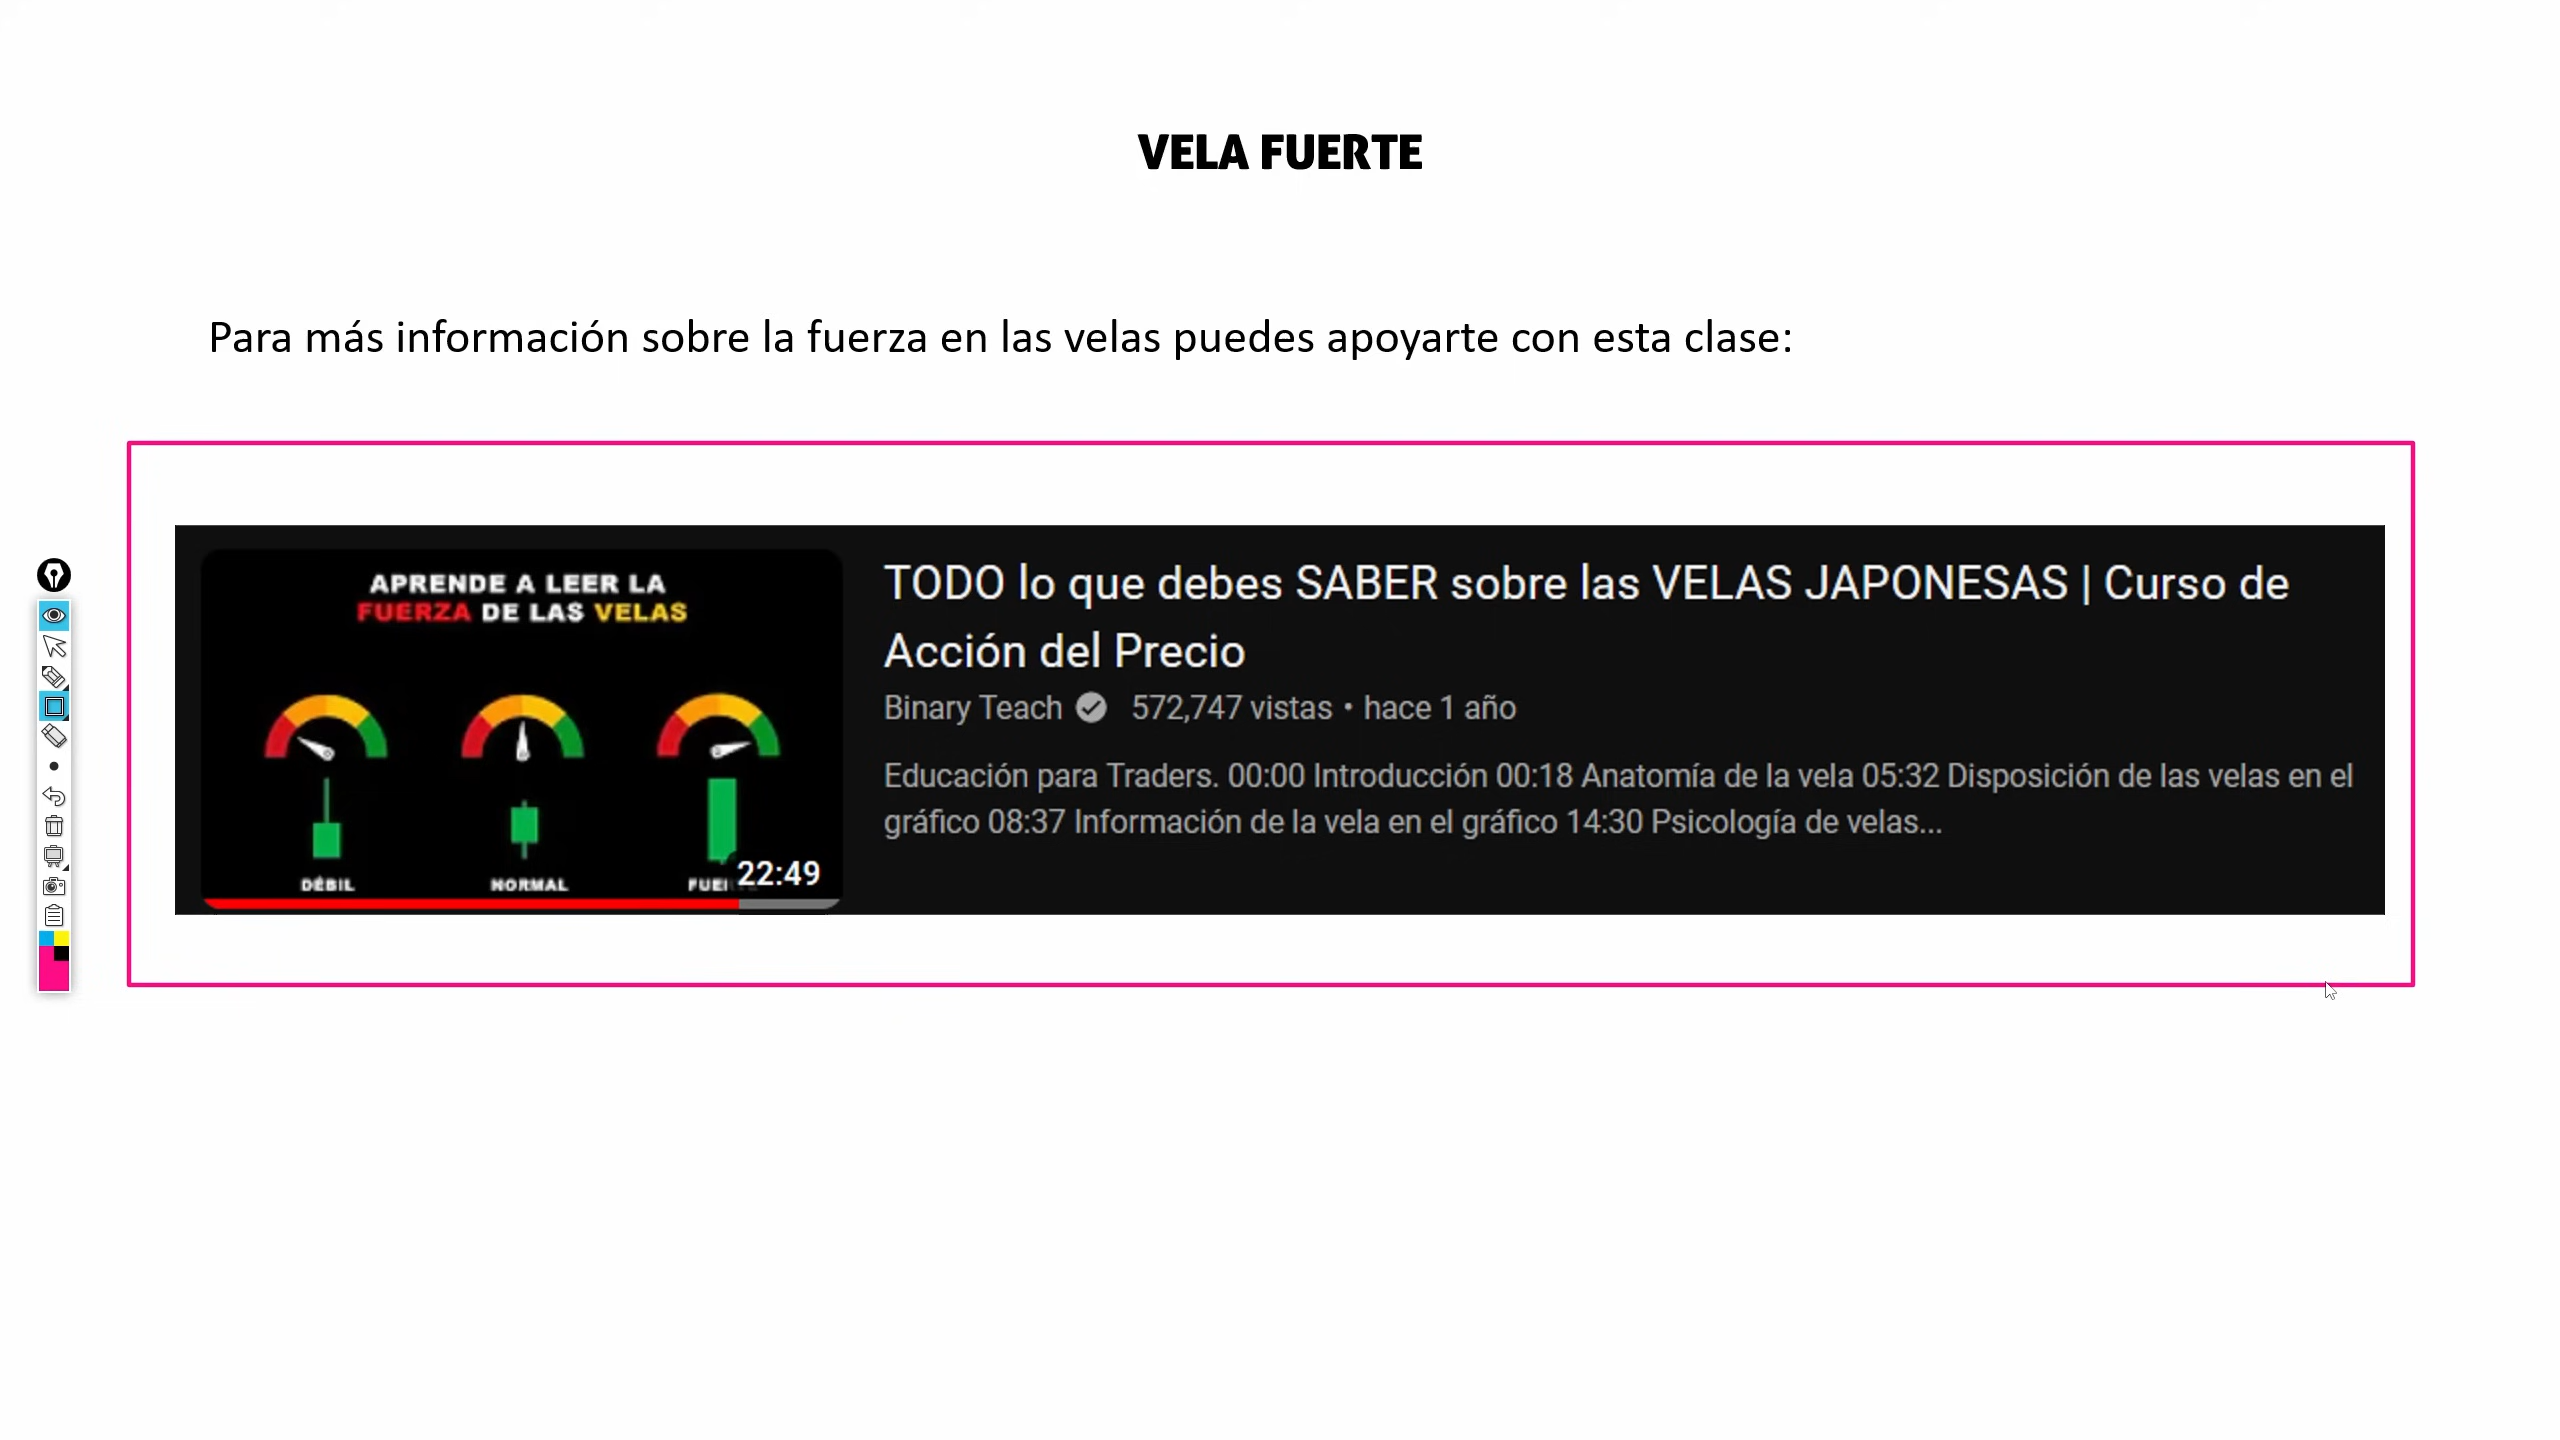 VELA FUERTE
Para más información sobre la fuerza en las velas puedes apoyarte con esta clase:
APRENDE A LEER LA
FUERZA DE LAS VELAS
DÉBIL
NORMAL
22:49
TODO lo que debes SABER sobre las VELAS JAPONESAS | Curso de
Acción del Precio
Binary Teach 572,747 vistas • hace 1 año
Educación para Traders. 00:00 Introducción 00:18 Anatomía de la vela 05:32 Disposición de las velas en el
gráfico 08:37 Información de la vela en el gráfico 14:30 Psicología de velas...